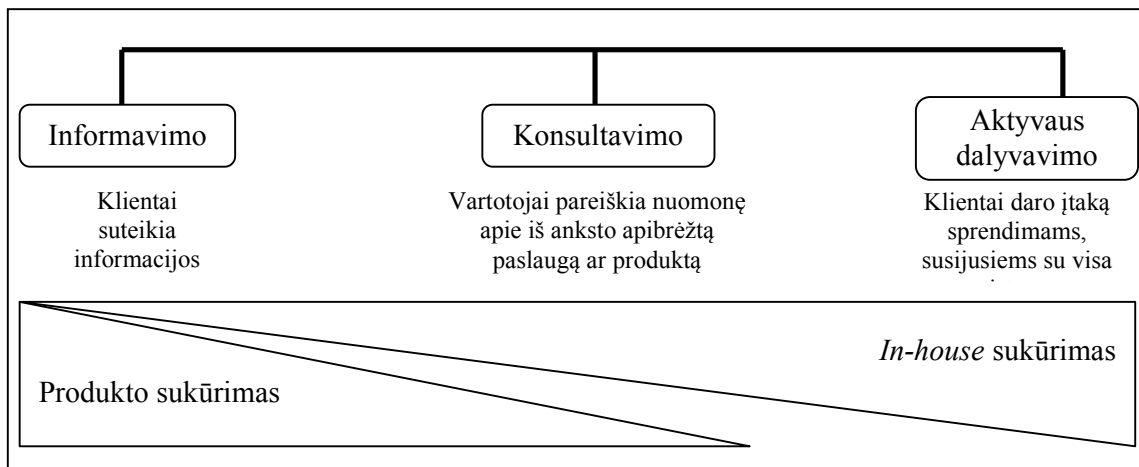 Informavimo
Konsultavimo
Aktyvaus
dalyvavimo
Klientai
suteikia
informacijos
Vartotojai pareiškia nuomonę
apie iš anksto apibrėžtą
paslaugą ar produktą
Klientai daro įtaką
sprendimams,
susijusiems su visa
In-house sukūrimas
Produkto sukūrimas